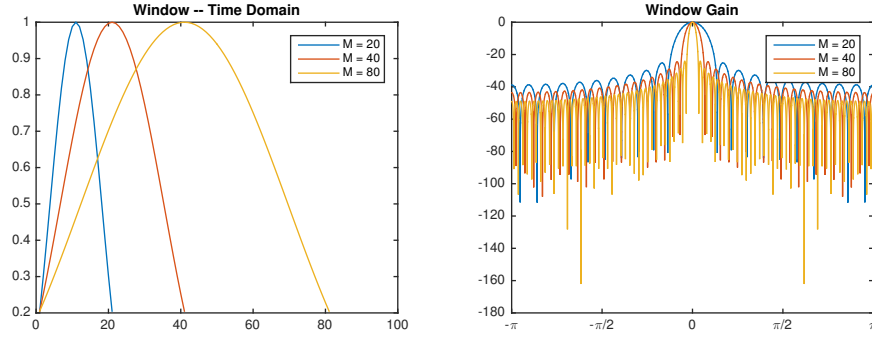 Window -- Time Domain
1
0.9
0.8
0.7
0.6
0.5
0.4
0.3
0.2
0
20
40
60
80
100
M = 20
M = 40
M = 80
Window Gain
0
-20
-40
-60
-80
-100
-120
-140
-160
-180
-π
-π/2
0
π/2
π
M = 20
M = 40
M = 80